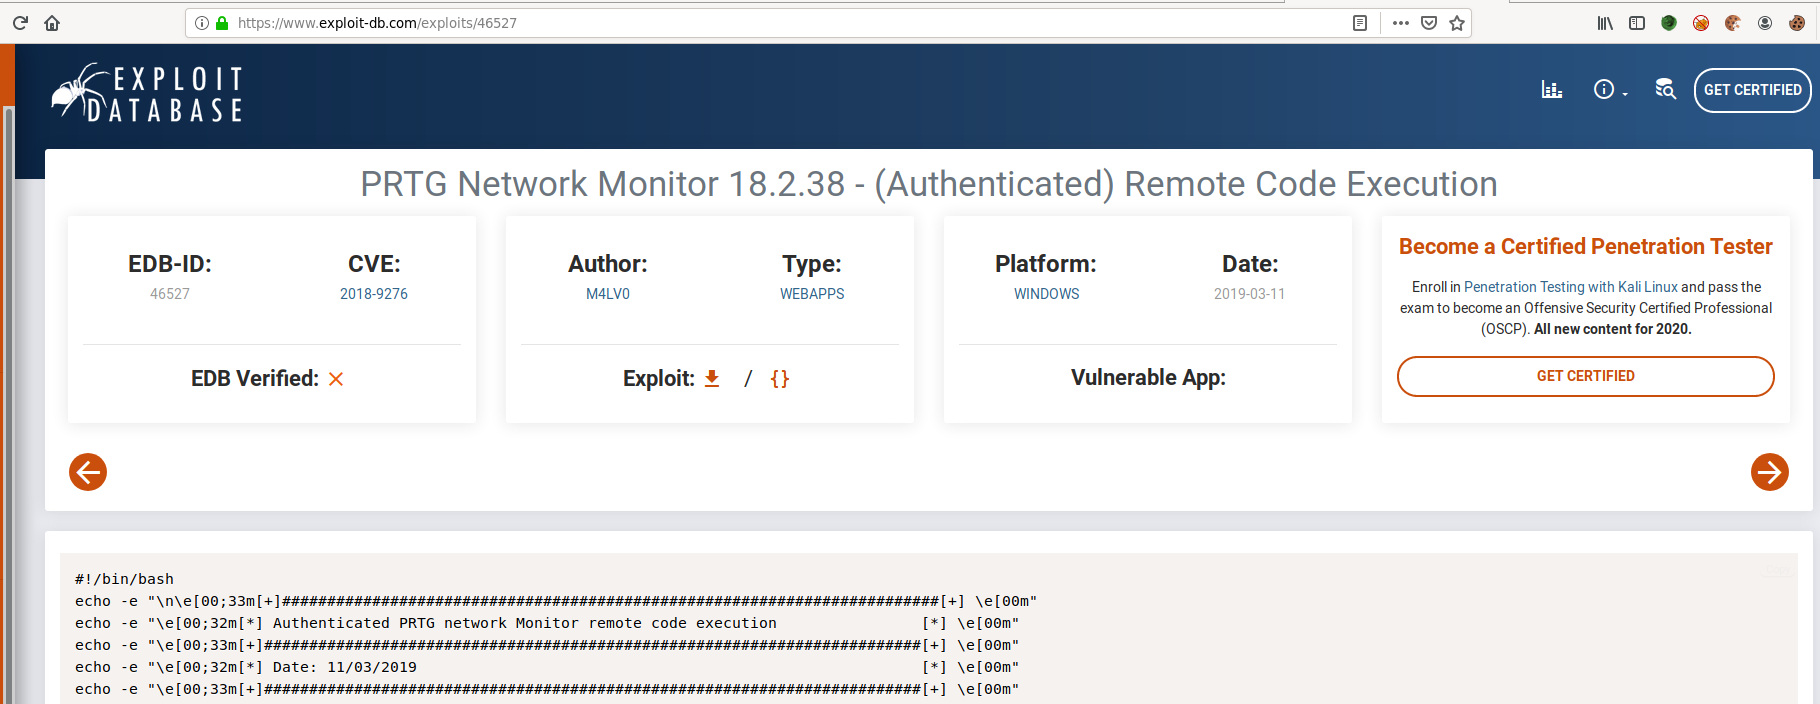 https://www.exploit-db.com/exploits/46527
EXPLOIT
DATABASE
GET CERTIFIED
PRTG Network Monitor 18.2.38 - (Authenticated) Remote Code Execution
EDB-ID:
46527
CVE:
2018-9276
EDB Verified:
Author:
M4LV0
Type:
WEBAPPS
Exploit: / {}
Platform:
WINDOWS
Date:
2019-03-11
Vulnerable App:
Become a Certified Penetration Tester
Enroll in Penetration Testing with Kali Linux and pass the
exam to become an Offensive Security Certified Professional
(OSCP). All new content for 2020.
GET CERTIFIED
#!/bin/bash
echo -e "\n\e[00;33m[+]#########################################################################[+] \e[00m"
echo -e "\e[00;32m[*] Authenticated PRTG network Monitor remote code execution                [*] \e[00m"
echo -e "\e[00;33m[+]#########################################################################[+] \e[00m"
echo -e "\e[00;32m[*] Date: 11/03/2019                                                        [*] \e[00m"
echo -e "\e[00;33m[+]#########################################################################[+] \e[00m"